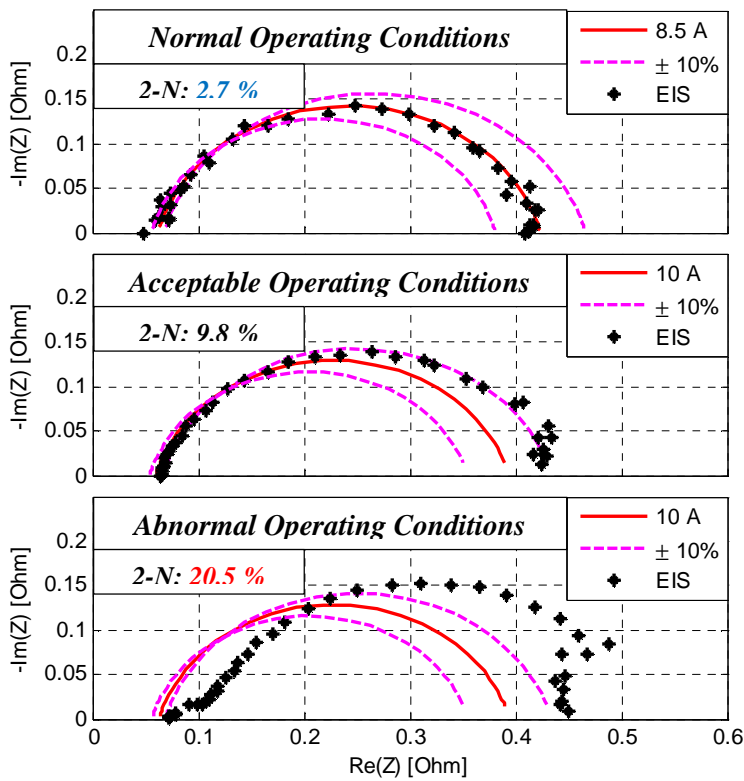 Normal Operating Conditions
2-N: 2.7 %
8.5 A
± 10%
EIS
0.2
0.15
0.1
0.05
0
-Im(Z) [Ohm]
Acceptable Operating Conditions
2-N: 9.8 %
10 A
± 10%
EIS
0.2
0.15
0.1
0.05
0
-Im(Z) [Ohm]
Abnormal Operating Conditions
2-N: 20.5 %
10 A
± 10%
EIS
0.2
0.15
0.1
0.05
0
-Im(Z) [Ohm]
0 0.1 0.2 0.3 0.4 0.5 0.6
Re(Z) [Ohm]